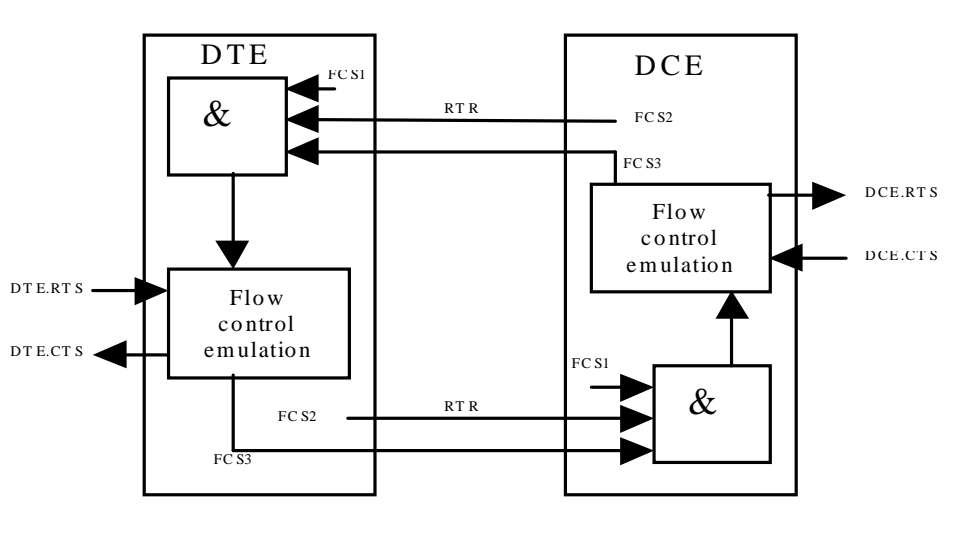 DTE
DCE
FCS1
&
RTR
FCS2
FCS3
DCE.RTS
Flow
control
emulation
DCE.CTS
DTE.RTS
Flow
control
emulation
DTE.CTS
FCS1
&
RTR
FCS2
FCS3